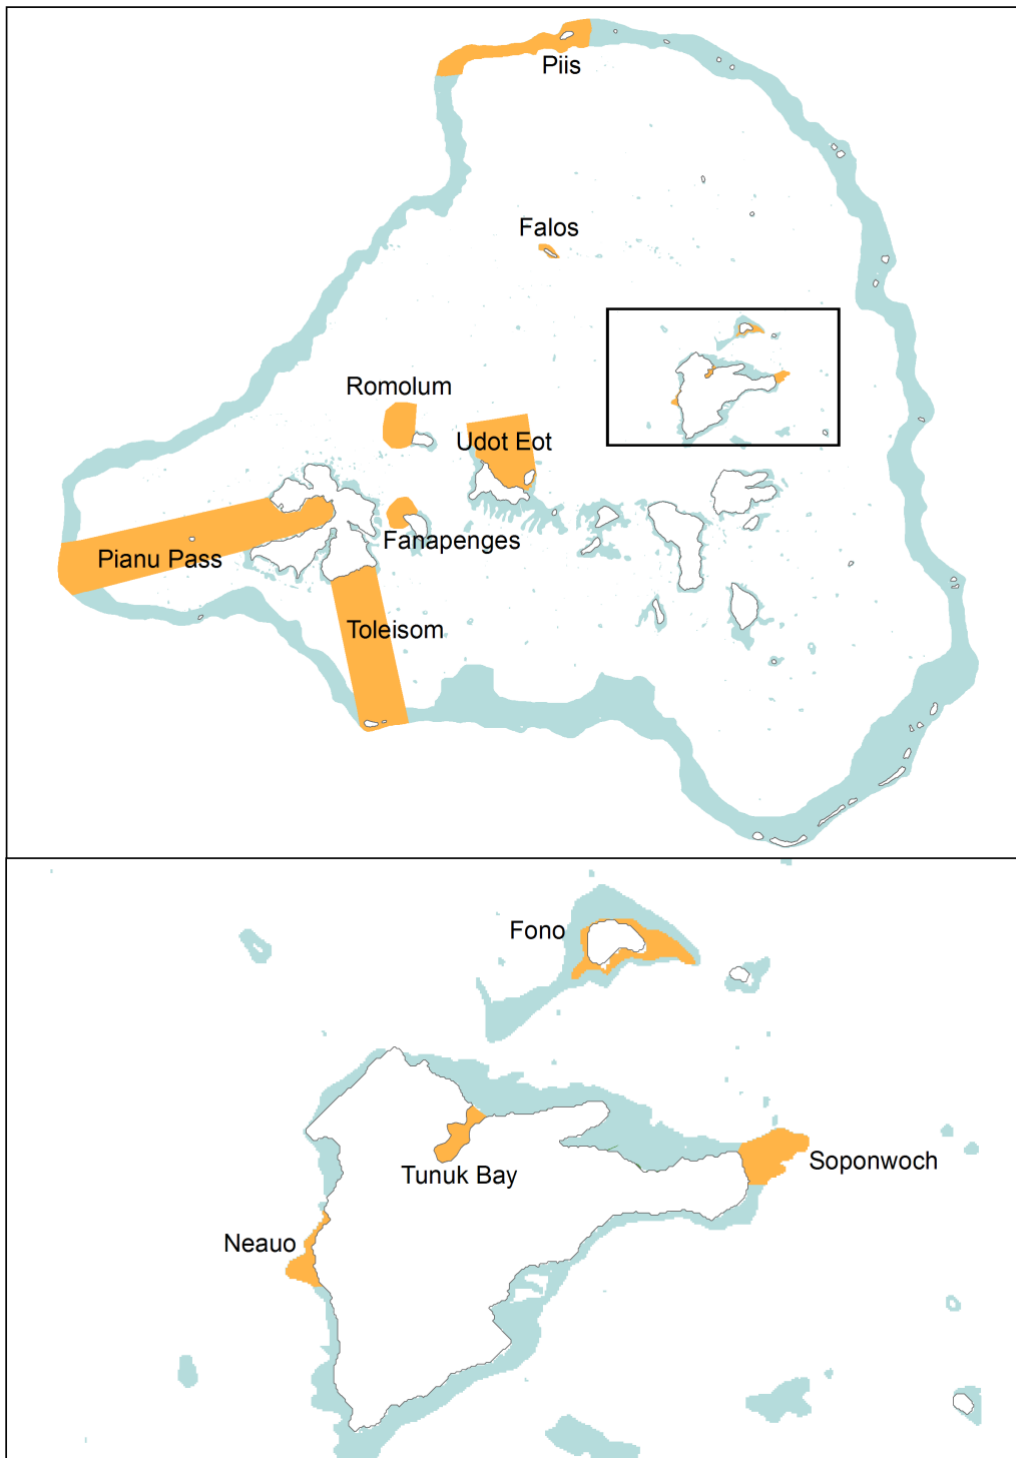 Piis
Falos
Romolum
Udot Eot
Fanapenges
Pianu Pass
Toleisom
Fono
Tunuk Bay
Soponwoch
Neauo